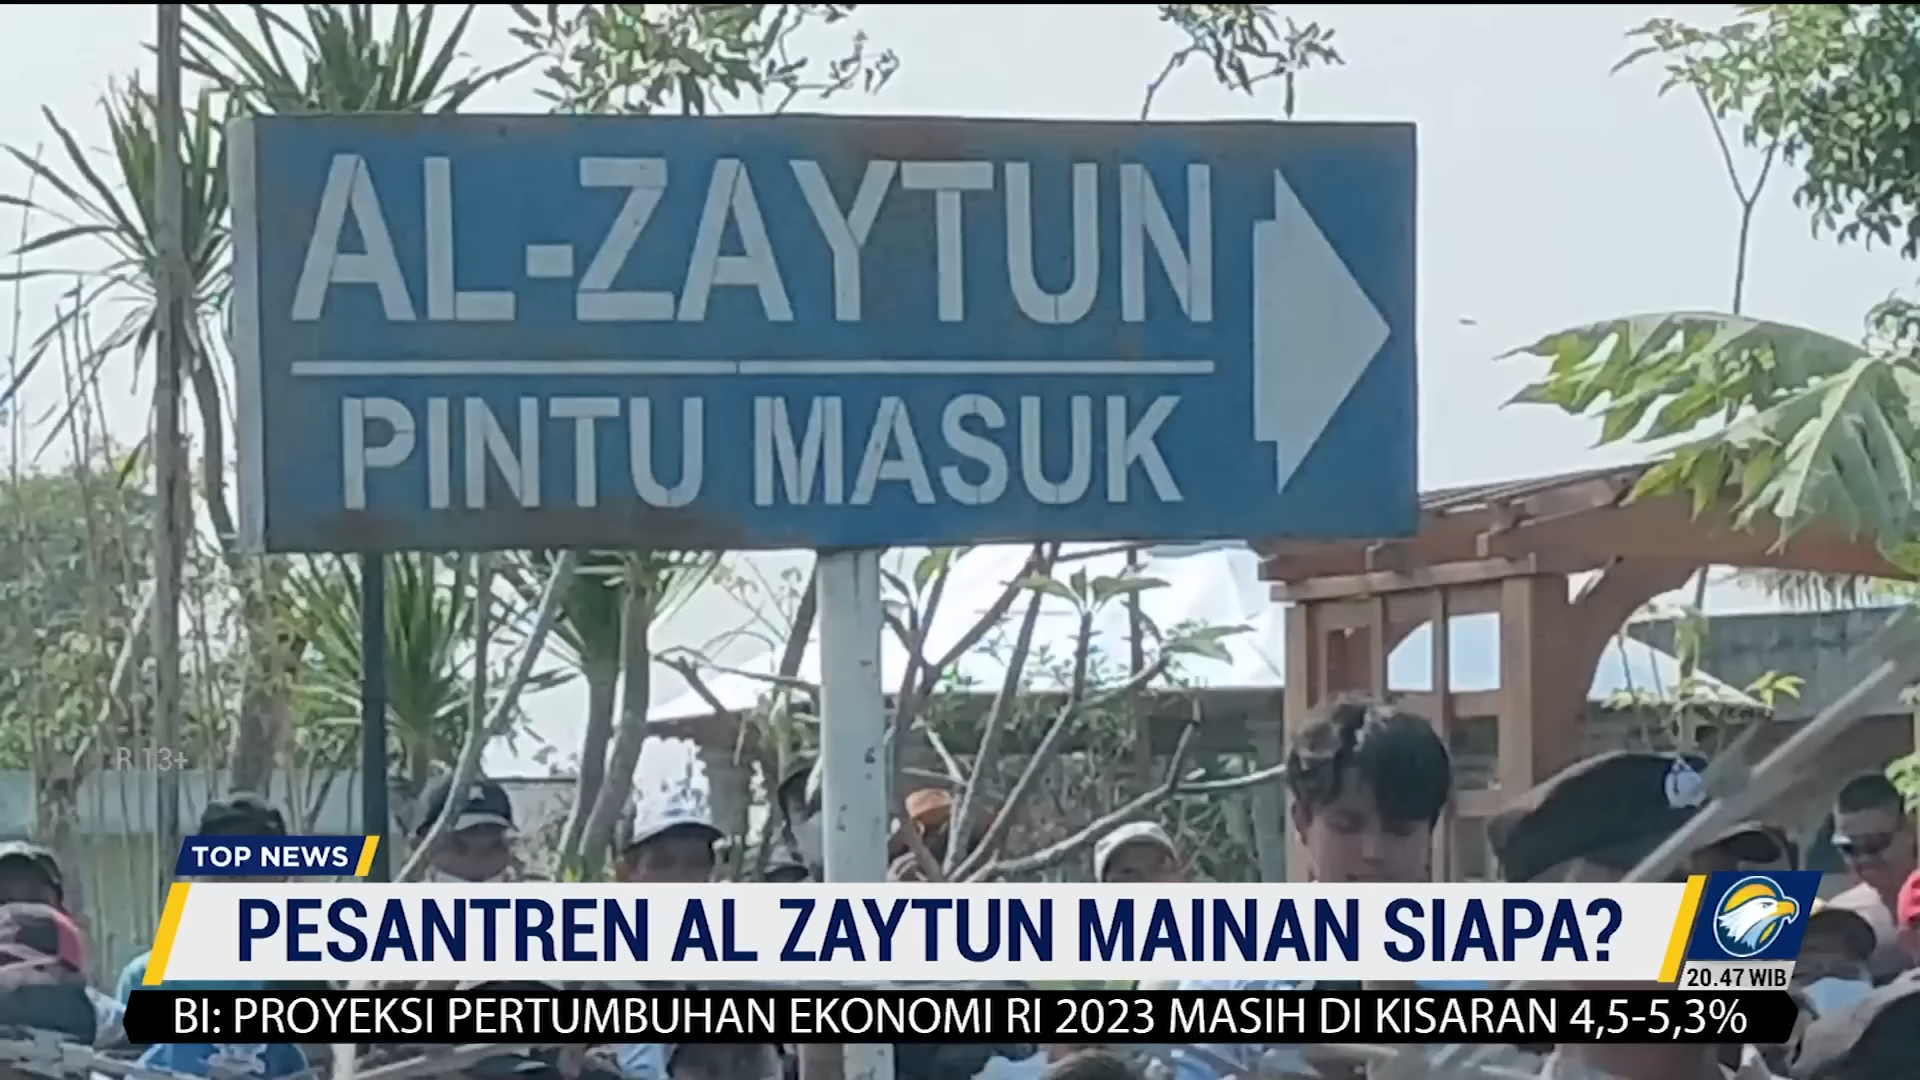 AL-ZAYTUN
PINTU MASUK
R 13+
TOP NEWS
PESANTREN AL ZAYTUN MAINAN SIAPA?
20.47 WIB
BI: PROYEKSI PERTUMBUHAN EKONOMI RI 2023 MASIH DI KISARAN 4,5-5,3%